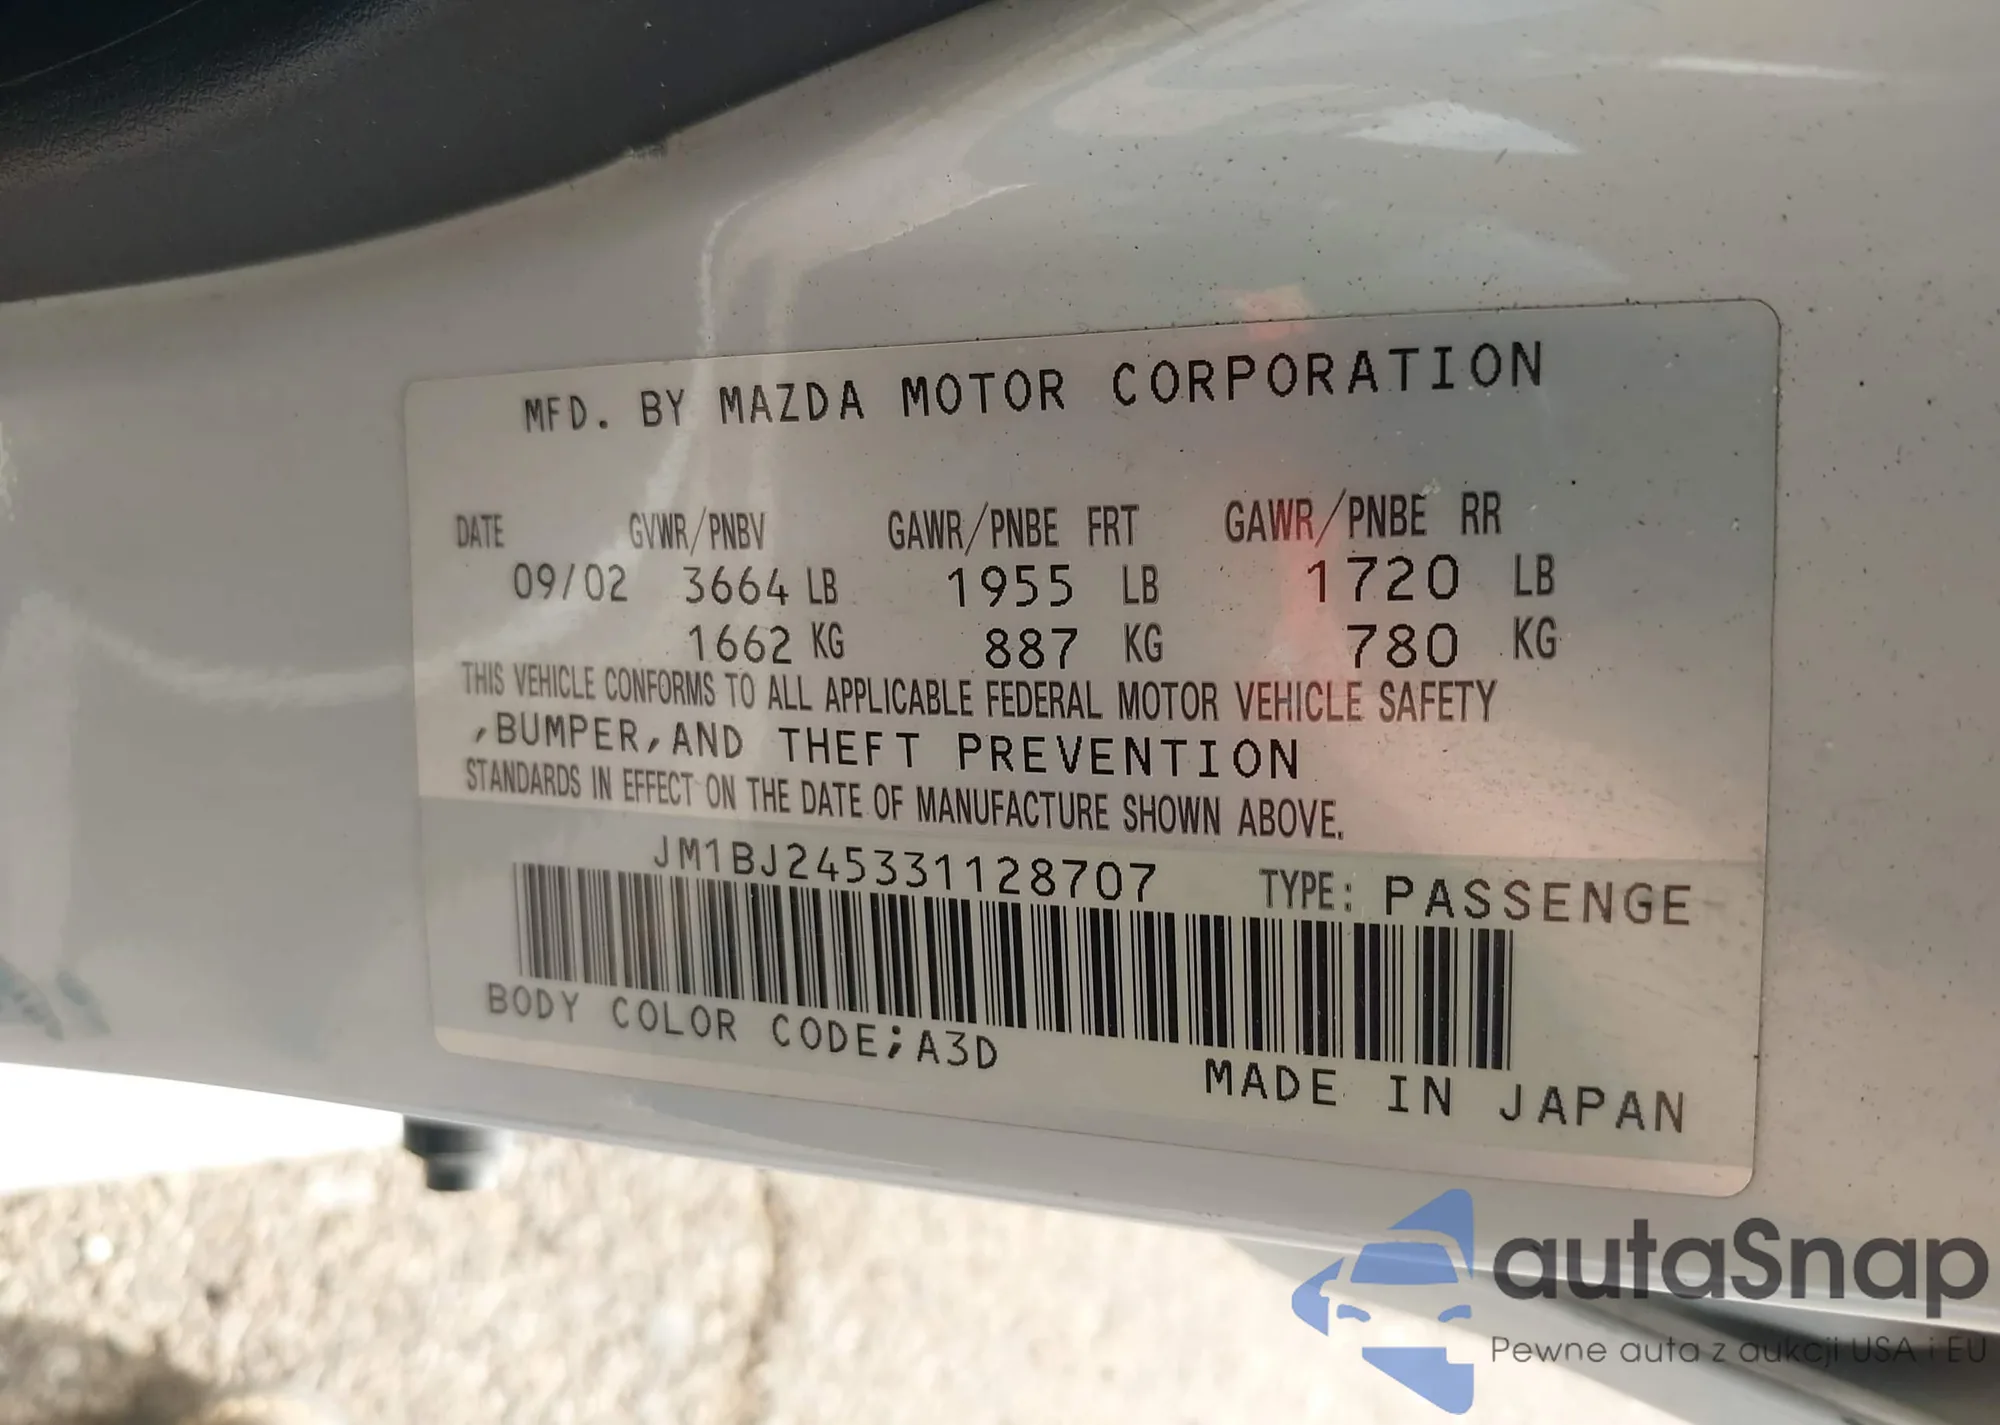 MFD. BY MAZDA MOTOR CORPORATION
DATE GVWR/PNBV GAWR/PNBE FRT GAWR/PNBE RR
09/02 3664 LB 1955 LB 1720 LB
1662 KG 887 KG 780 KG
THIS VEHICLE CONFORMS TO ALL APPLICABLE FEDERAL MOTOR VEHICLE SAFETY
,BUMPER,AND THEFT PREVENTION
STANDARDS IN EFFECT ON THE DATE OF MANUFACTURE SHOWN ABOVE.
JM1BJ245331128707 TYPE: PASSENGE
BODY COLOR CODE;A3D
MADE IN JAPAN
autaSnap
Pewne auta z aukcji USA i EU